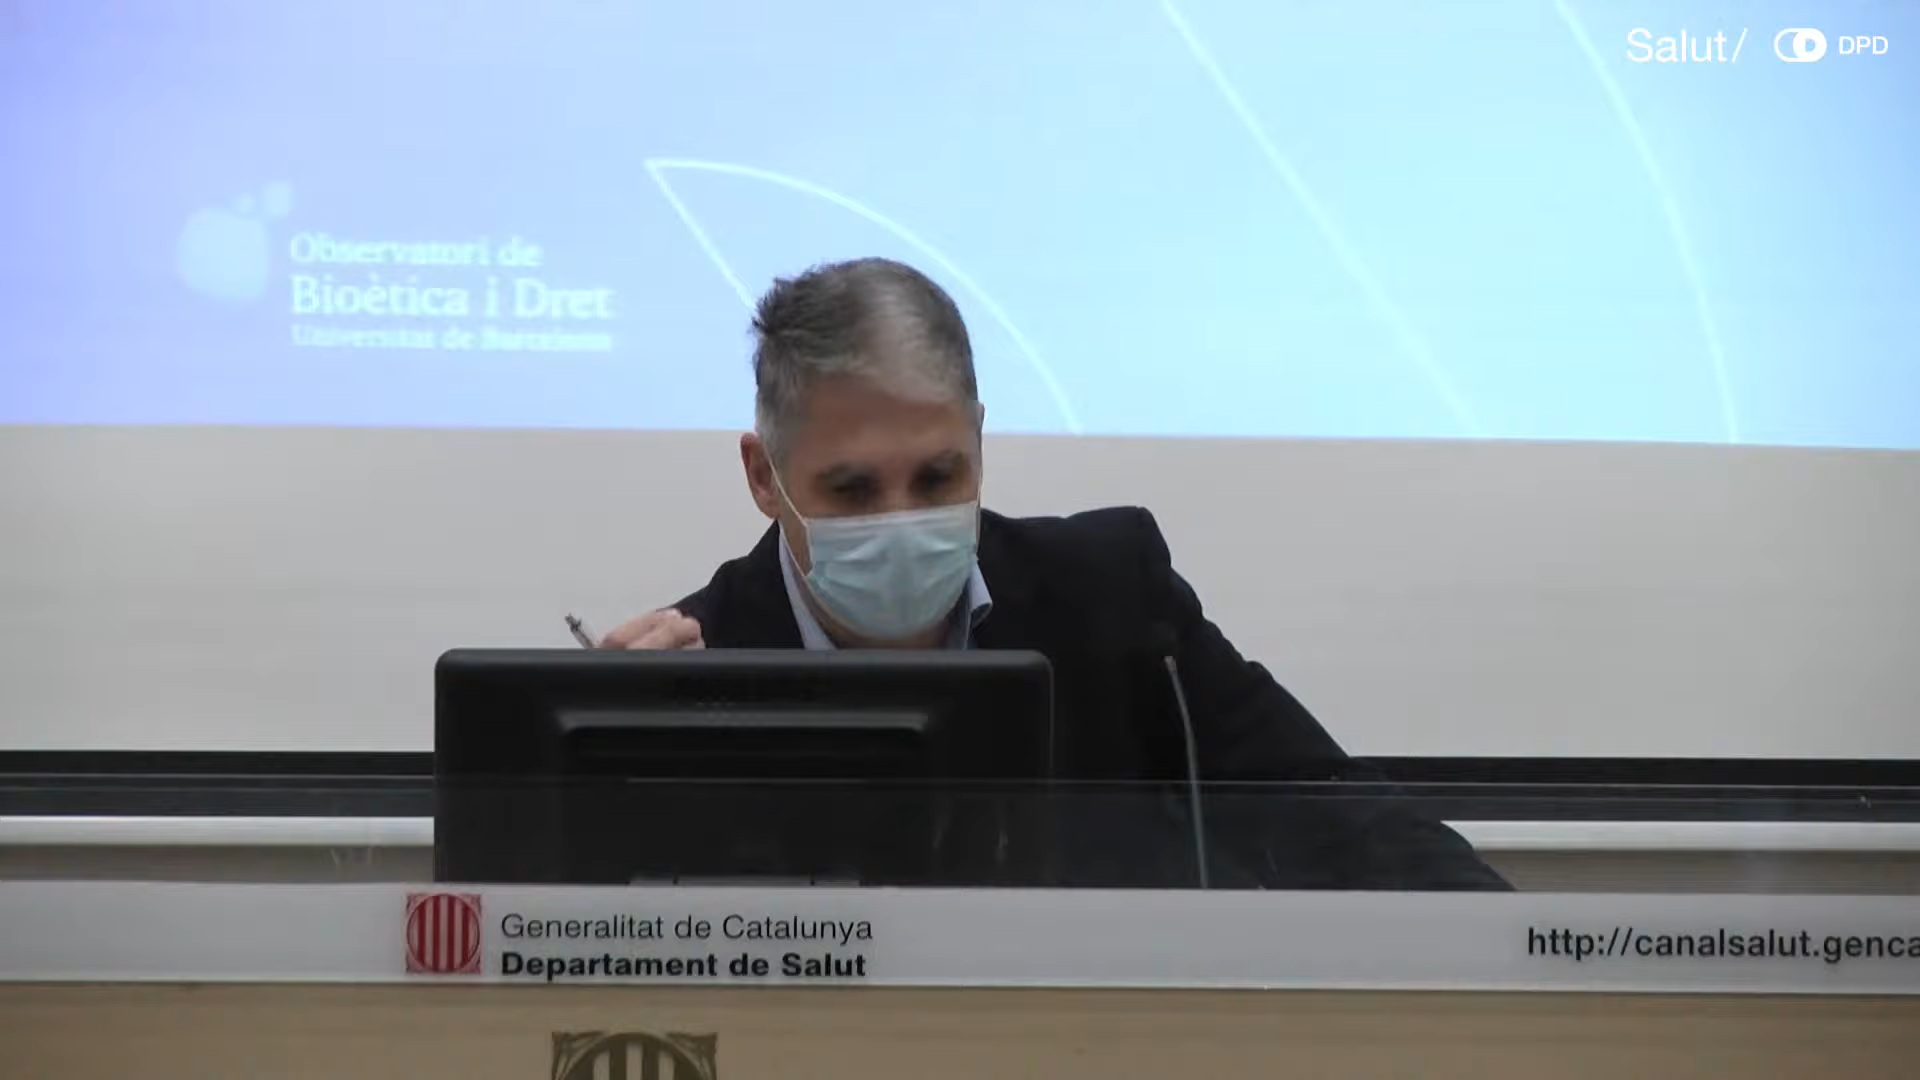 Salut/ DPD
Observatori de
Bioètica i Dret
Universitat de Barcelona
Generalitat de Catalunya
Departament de Salut
http://canalsalut.genca